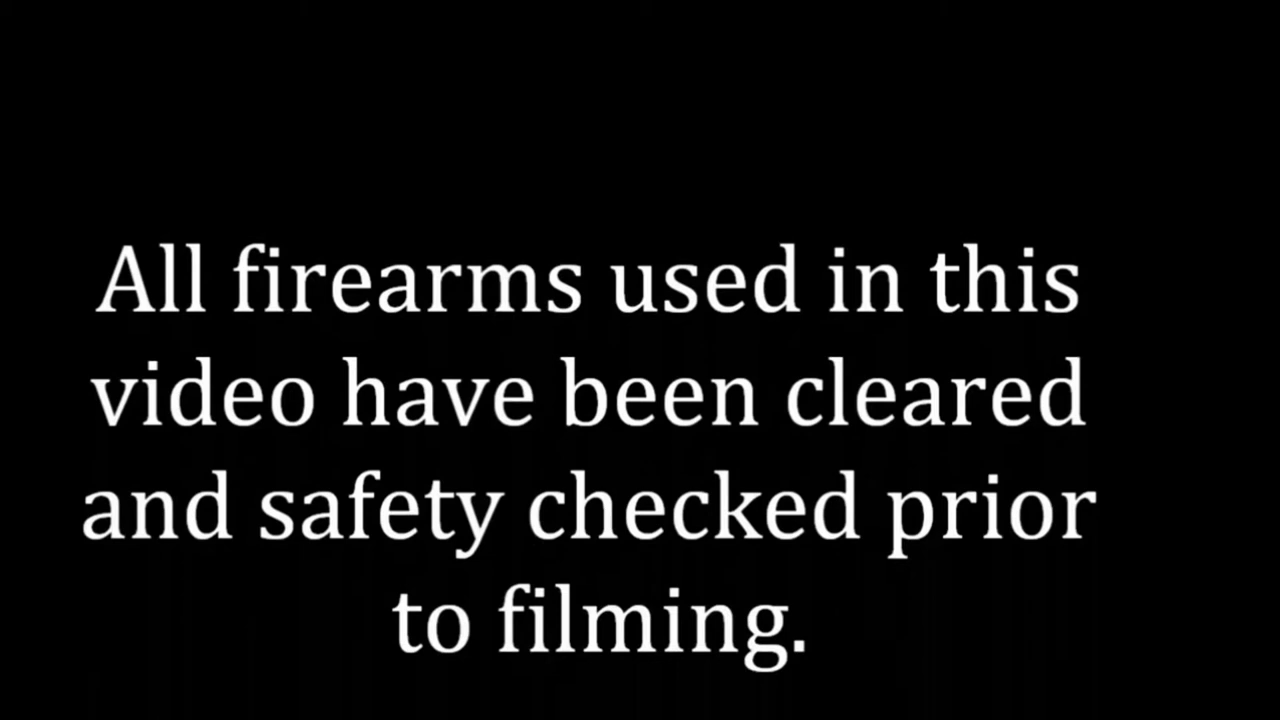 All firearms used in this
video have been cleared
and safety checked prior
to filming.